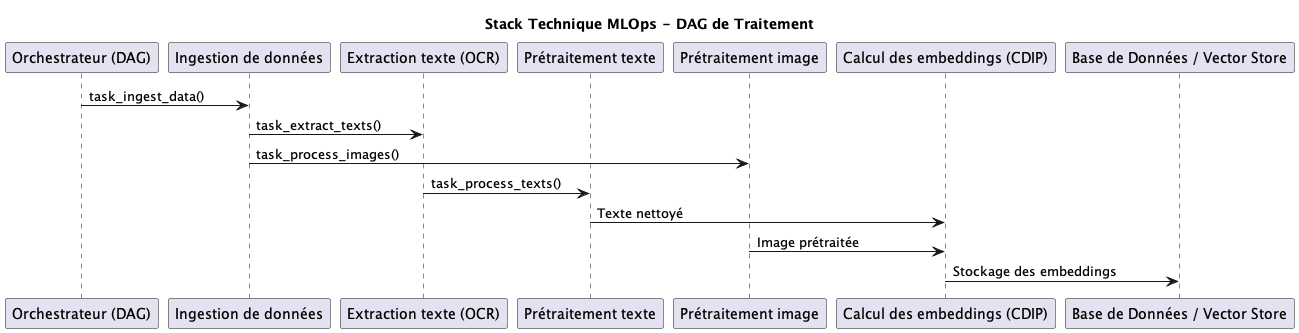 Stack Technique MLOps - DAG de Traitement
Orchestrateur (DAG) Ingestion de données Extraction texte (OCR) Prétraitement texte Prétraitement image Calcul des embeddings (CDIP) Base de Données / Vector Store
task_ingest_data()
task_extract_texts()
task_process_images()
task_process_texts()
Texte nettoyé
Image prétraitée
Stockage des embeddings
Orchestrateur (DAG) Ingestion de données Extraction texte (OCR) Prétraitement texte Prétraitement image Calcul des embeddings (CDIP) Base de Données / Vector Store